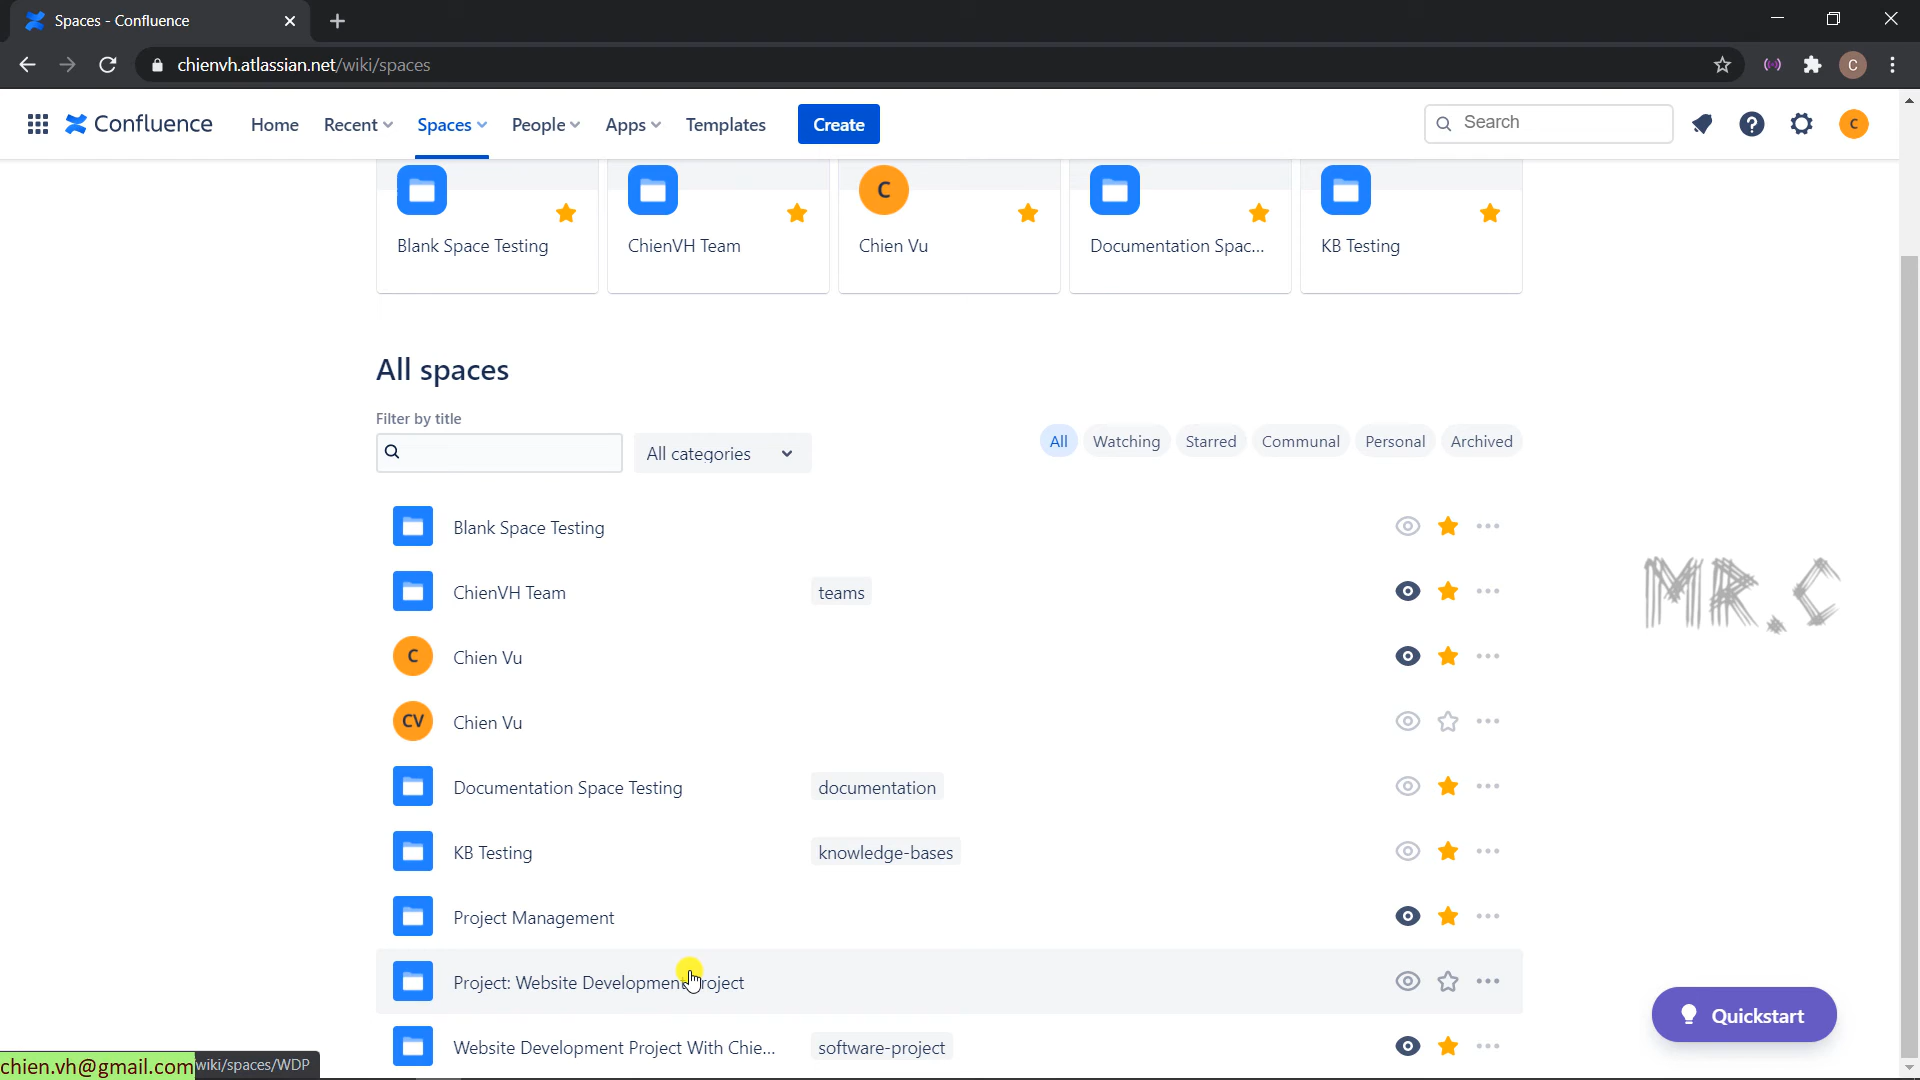 Spaces - Confluence
chienvh.atlassian.net/wiki/spaces
C
Confluence
Home
Recent
Spaces
People
Apps
Templates
Create
Search
C
Blank Space Testing
ChienVH Team
C
Chien Vu
Documentation Spac...
KB Testing
All spaces
Filter by title
All categories
All
Watching
Starred
Communal
Personal
Archived
Blank Space Testing
ChienVH Team
teams
C
Chien Vu
CV
Chien Vu
Documentation Space Testing
documentation
KB Testing
knowledge-bases
Project Management
Project: Website Development Project
Website Development Project With Chie...
software-project
MR.C
Quickstart
chien.vh@gmail.com
wiki/spaces/WDP